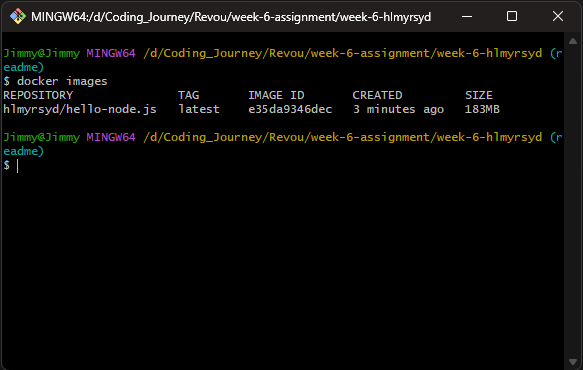 MINGW64:/d/Coding_Journey/Revou/week-6-assignment/week-6-hlmyrsyd
Jimmy@Jimmy MINGW64 /d/Coding_Journey/Revou/week-6-assignment/week-6-hlmyrsyd (r
eadme)
$ docker images
REPOSITORY TAG IMAGE ID CREATED SIZE
hlmyrsyd/hello-node.js latest e35da9346dec 3 minutes ago 183MB
Jimmy@Jimmy MINGW64 /d/Coding_Journey/Revou/week-6-assignment/week-6-hlmyrsyd (r
eadme)
$